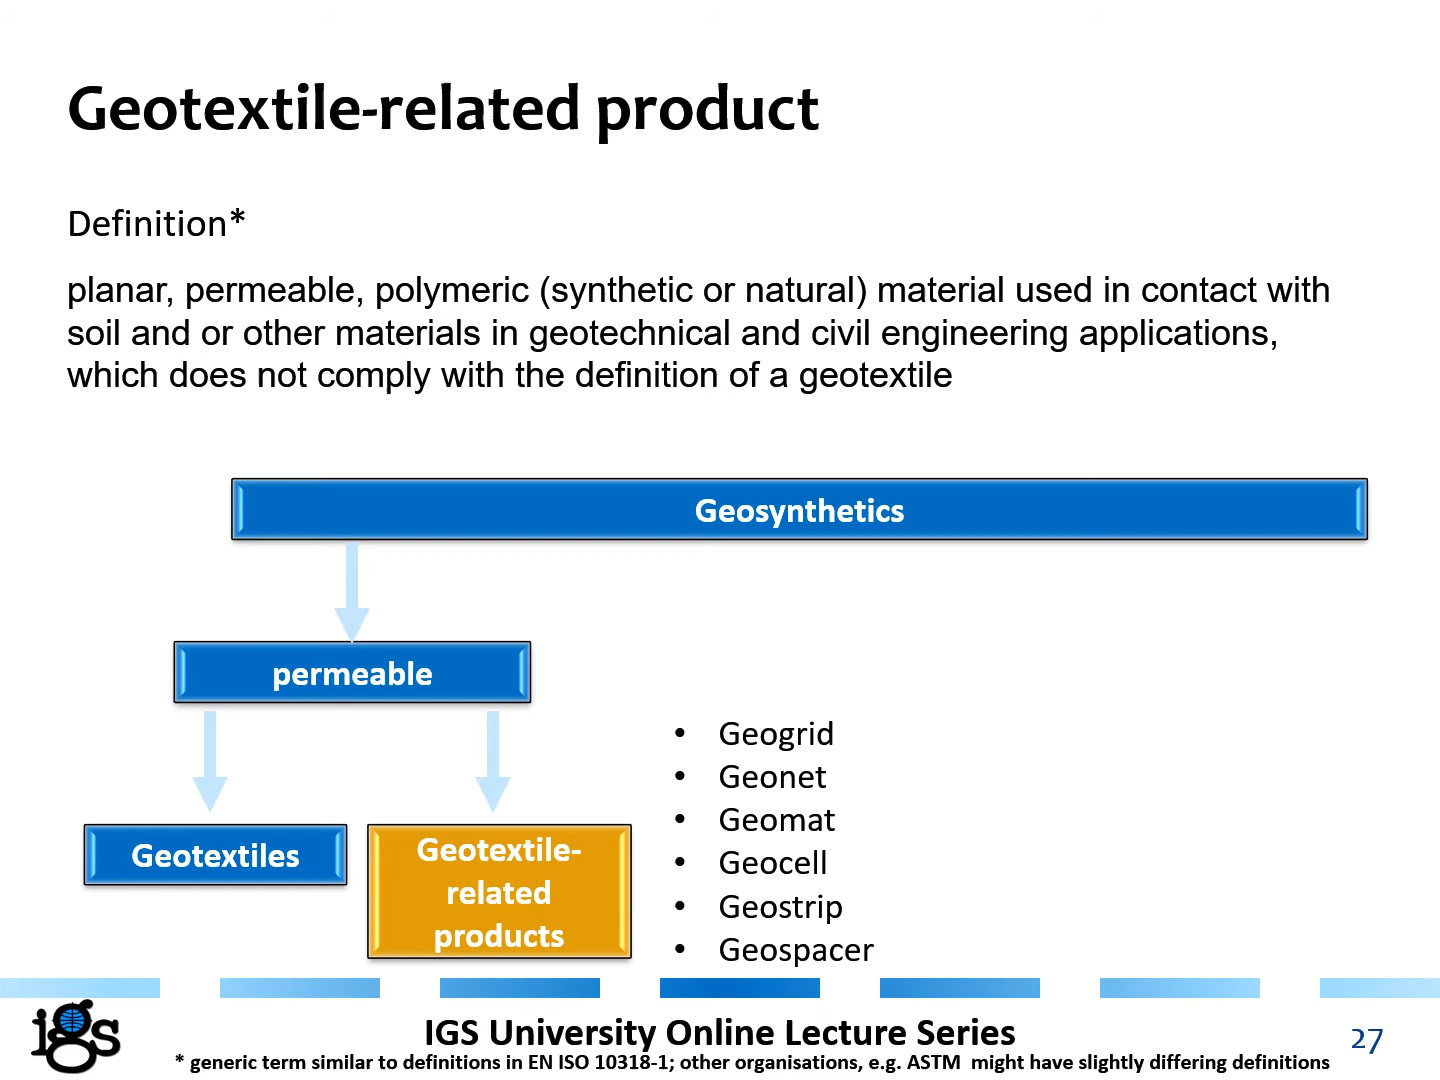 Geotextile-related product
Definition*
planar, permeable, polymeric (synthetic or natural) material used in contact with
soil and or other materials in geotechnical and civil engineering applications,
which does not comply with the definition of a geotextile
Geosynthetics
permeable
Geotextiles
Geotextile-
related
products
• Geogrid
• Geonet
• Geomat
• Geocell
• Geostrip
• Geospacer
igs
IGS University Online Lecture Series
27
* generic term similar to definitions in EN ISO 10318-1; other organisations, e.g. ASTM  might have slightly differing definitions